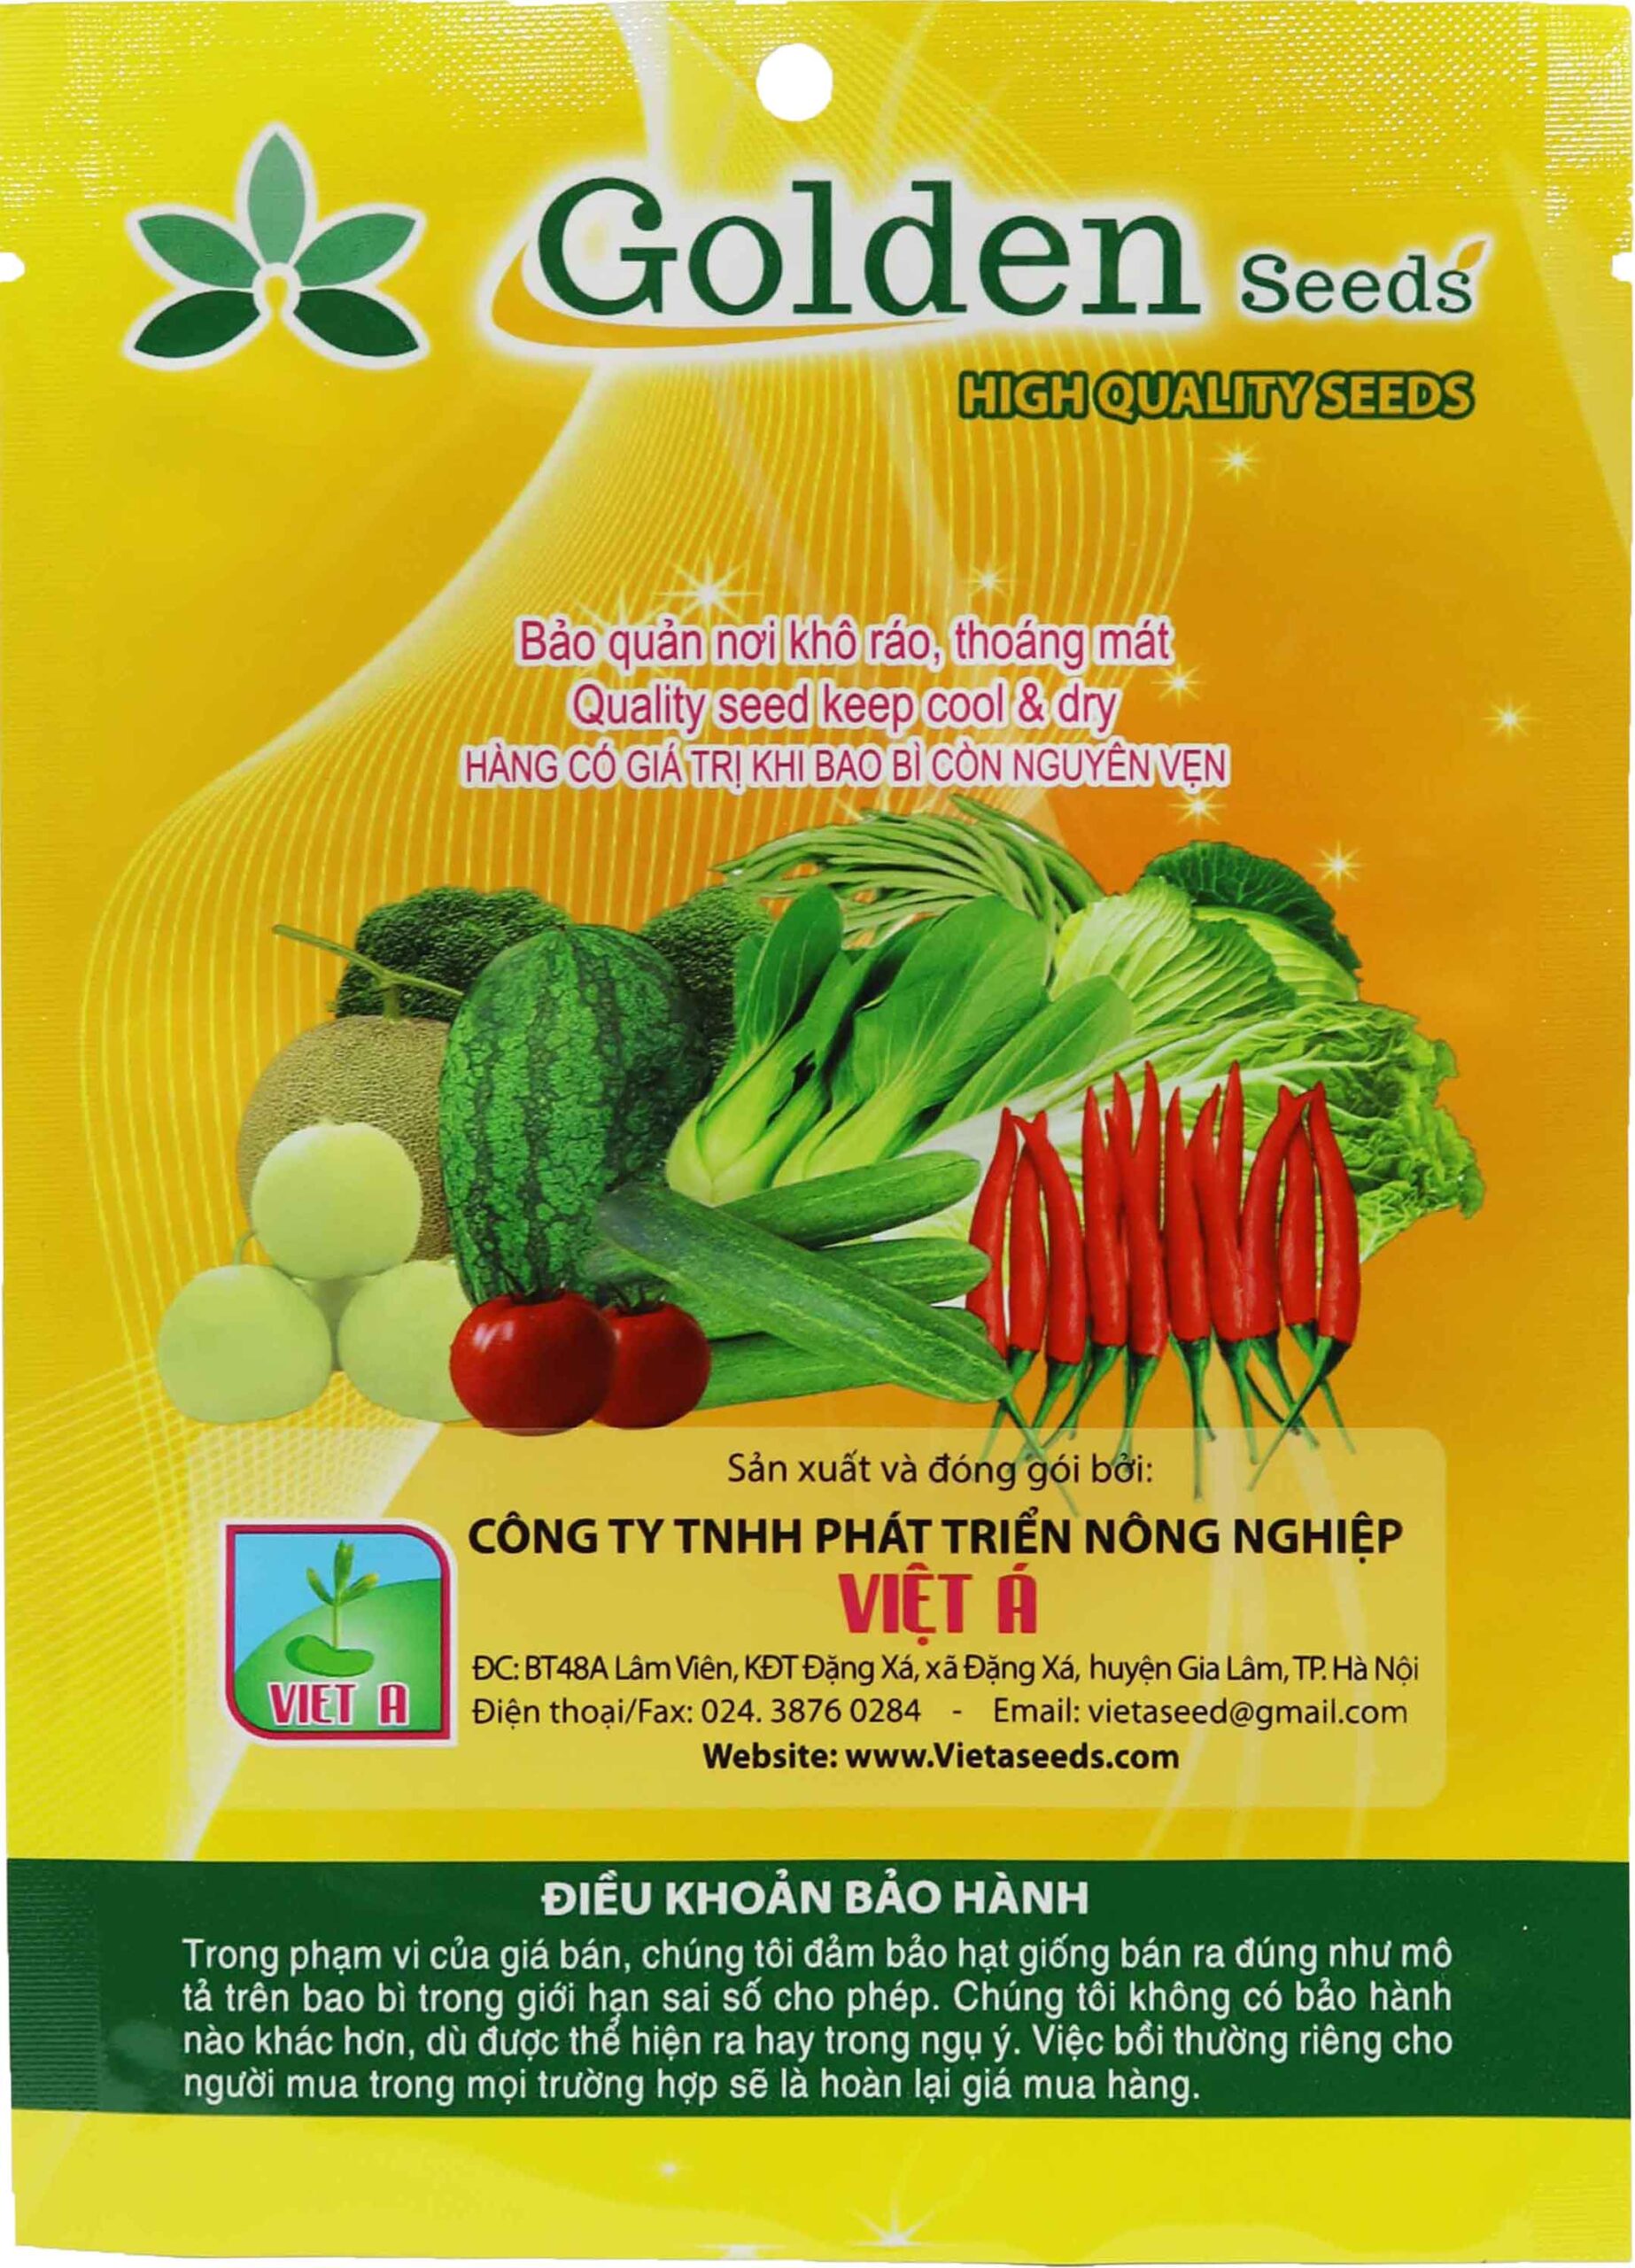 Golden Seeds
HIGH QUALITY SEEDS
Bảo quản nơi khô ráo, thoáng mát
Quality seed keep cool & dry
HÀNG CÓ GIÁ TRỊ KHI BAO BÌ CÒN NGUYÊN VẸN
Sản xuất và đóng gói bởi:
CÔNG TY TNHH PHÁT TRIỂN NÔNG NGHIỆP
VIỆT Á
ĐC: BT48A Lâm Viên, KĐT Đặng Xá, xã Đặng Xá, huyện Gia Lâm, TP. Hà Nội
Điện thoại/Fax: 024. 3876 0284 - Email: vietaseed@gmail.com
Website: www.Vietaseeds.com
VIET A
ĐIỀU KHOẢN BẢO HÀNH
Trong phạm vi của giá bán, chúng tôi đảm bảo hạt giống bán ra đúng như mô
tả trên bao bì trong giới hạn sai số cho phép. Chúng tôi không có bảo hành
nào khác hơn, dù được thể hiện ra hay trong ngụ ý. Việc bồi thường riêng cho
người mua trong mọi trường hợp sẽ là hoàn lại giá mua hàng.